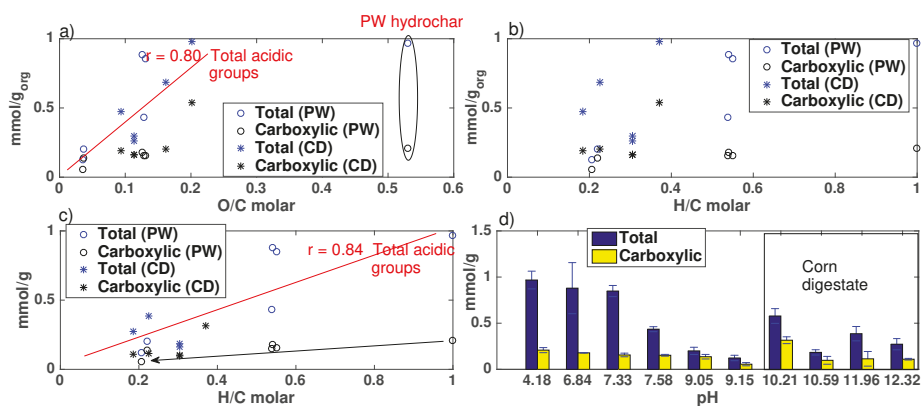 PW hydrochar
a)
1
r = 0.80 Total acidic
groups
mmol/g_org
0.5
0
Total (PW)
Carboxylic (PW)
Total (CD)
Carboxylic (CD)
0 0.1 0.2 0.3 0.4 0.5 0.6
O/C molar
b)
1
mmol/g_org
0.5
0
Total (PW)
Carboxylic (PW)
Total (CD)
Carboxylic (CD)
0 0.2 0.4 0.6 0.8 1
H/C molar
c)
1
mmol/g
0.5
0
Total (PW)
Carboxylic (PW)
Total (CD)
Carboxylic (CD)
r = 0.84 Total acidic
groups
0 0.2 0.4 0.6 0.8 1
H/C molar
d)
1.5
1
mmol/g
0.5
0
Total
Carboxylic
Corn
digestate
4.18 6.84 7.33 7.58 9.05 9.15 10.21 10.59 11.96 12.32
pH